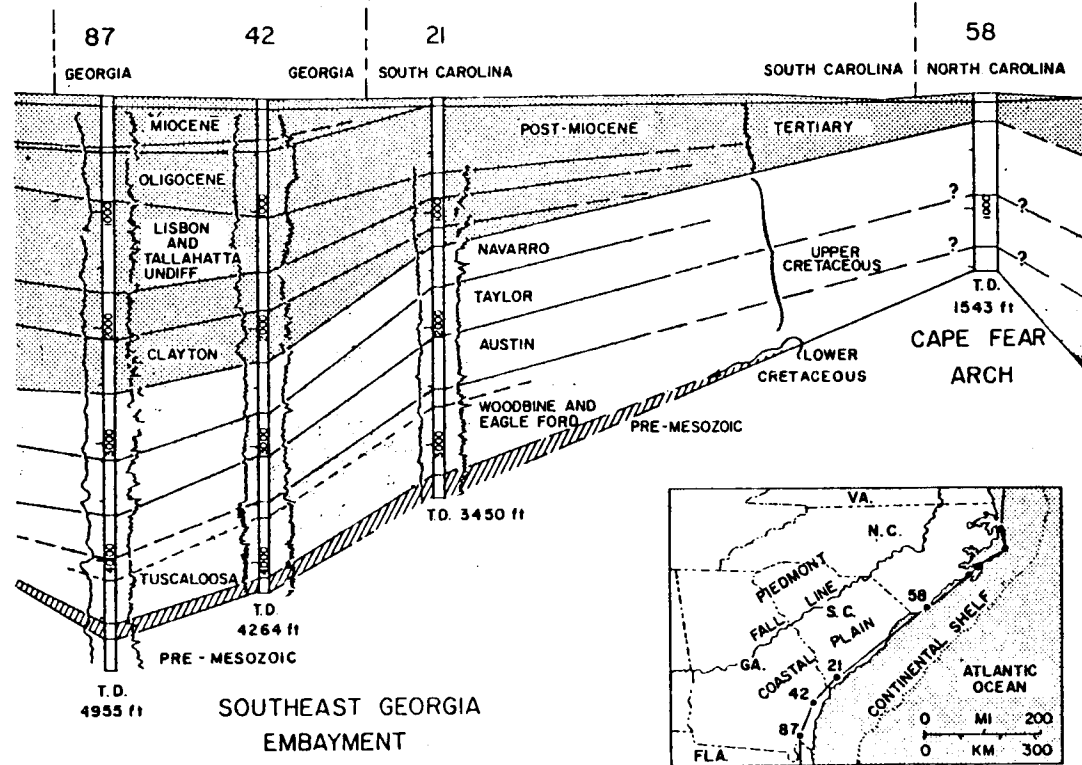 87
42
21
58
GEORGIA
GEORGIA
SOUTH CAROLINA
SOUTH CAROLINA
NORTH CAROLINA
MIOCENE
POST-MIOCENE
TERTIARY
OLIGOCENE
LISBON
AND
TALLAHATTA
UNDIFF
? ?
NAVARRO
UPPER
CRETACEOUS
? ?
TAYLOR
T.D.
1543 ft
AUSTIN
CAPE FEAR
ARCH
CLAYTON
LOWER
CRETACEOUS
WOODBINE AND
EAGLE FORD
PRE-MESOZOIC
T.D. 3450 ft
TUSCALOOSA
T.D.
4264 ft
PRE-MESOZOIC
T.D.
4955 ft
SOUTHEAST GEORGIA
EMBAYMENT
VA.
N.C.
PIEDMONT
FALL LINE
58
S.C.
GA.
COASTAL PLAIN
21
CONTINENTAL SHELF
42
ATLANTIC
OCEAN
87
0 MI 200
0 KM 300
FLA.